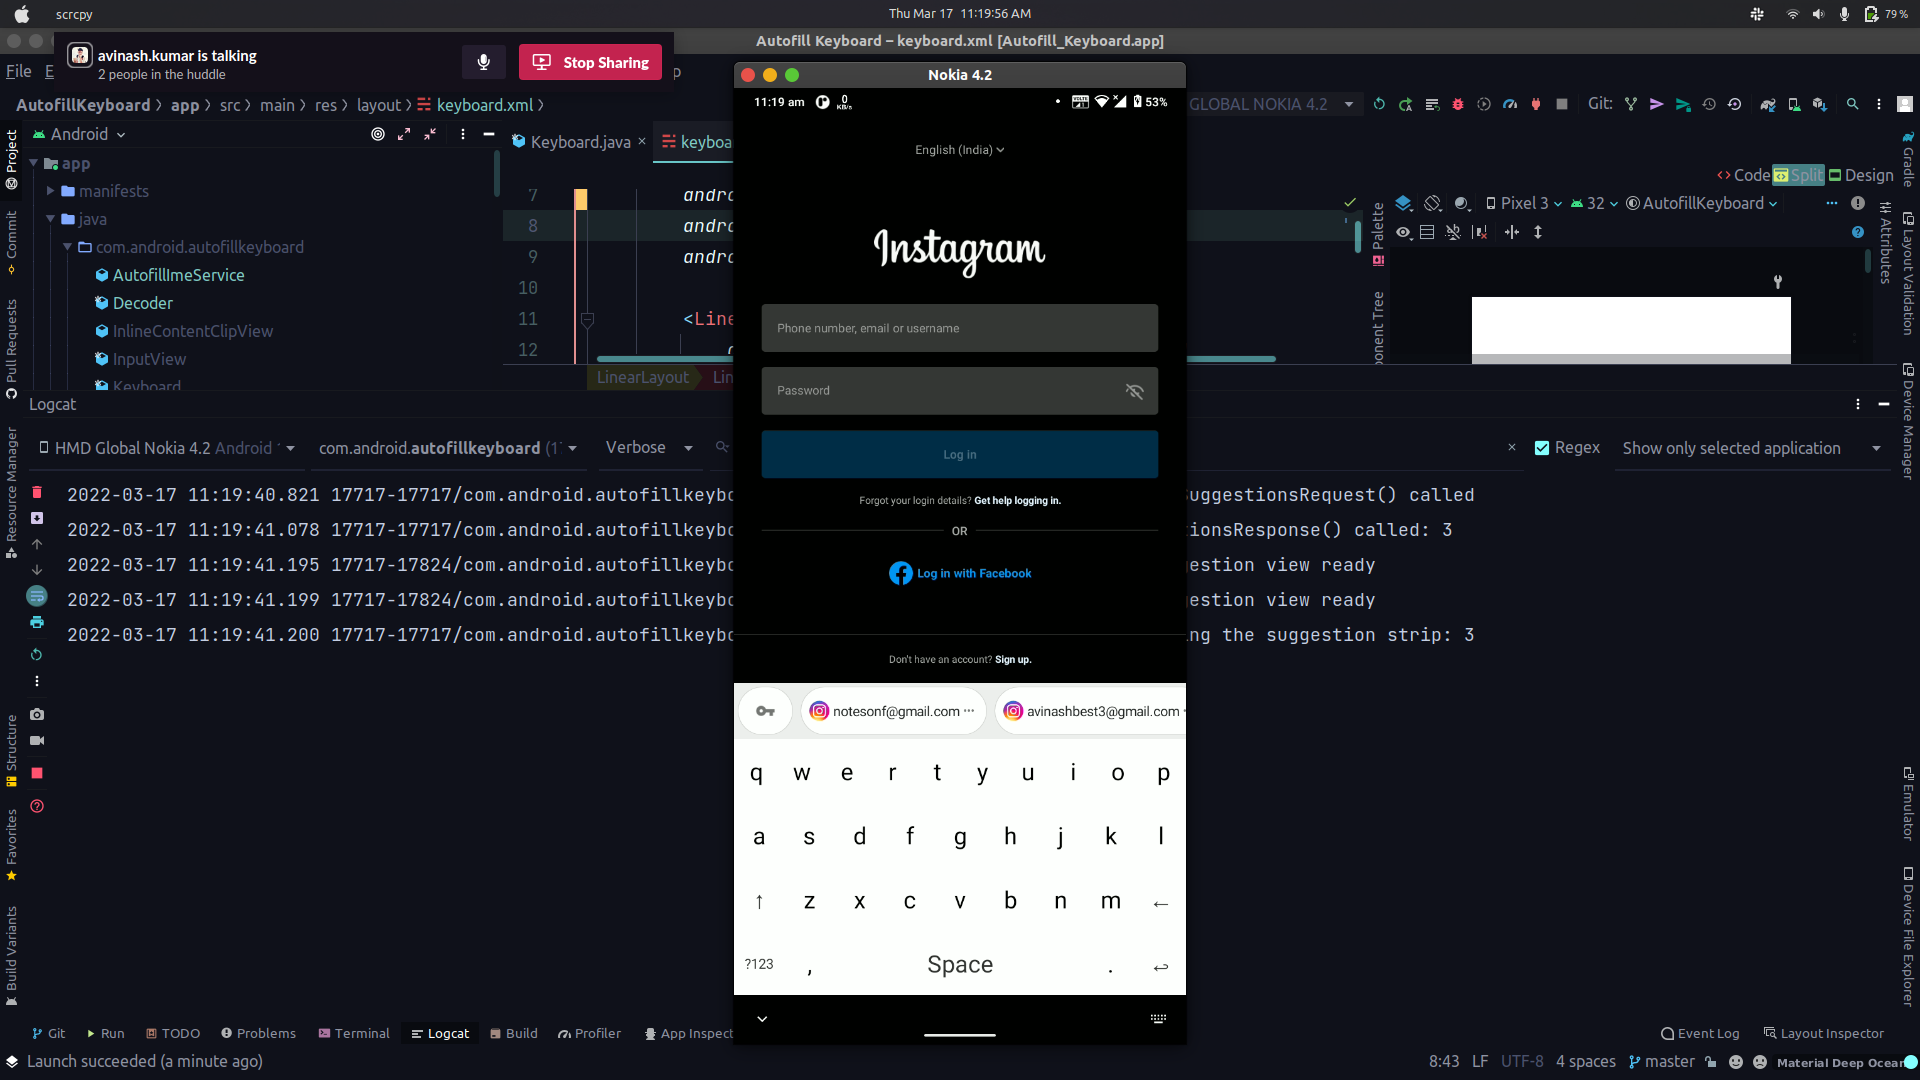 scrcpy
Thu Mar 17 11:19:56 AM
79 %
Autofill Keyboard – keyboard.xml [Autofill_Keyboard.app]
avinash.kumar is talking
2 people in the huddle
Stop Sharing
File
AutofillKeyboard app src main res layout keyboard.xml
GLOBAL NOKIA 4.2
Git:
Android
Keyboard.java
Code Split Design
app
manifests
java
com.android.autofillkeyboard
AutofillImeService
Decoder
InlineContentClipView
InputView
Keyboard
7
8
9
10
11 <Line
12
LinearLayout
Pixel 3 32 AutofillKeyboard
Palette
Attributes
Project
Commit
Pull Requests
Resource Manager
Structure
Favorites
Build Variants
Gradle
Layout Validation
Device Manager
Emulator
Device File Explorer
Nokia 4.2
11:19 am
0
KB/s
53%
English (India)
Instagram
Phone number, email or username
Password
Log in
Forgot your login details? Get help logging in.
OR
Log in with Facebook
Don't have an account? Sign up.
notesonf@gmail.com ···
avinashbest3@gmail.com
q w e r t y u i o p
a s d f g h j k l
↑ z x c v b n m ←
?123 , Space .
Logcat
HMD Global Nokia 4.2 Android
com.android.autofillkeyboard
Verbose
Regex
Show only selected application
2022-03-17 11:19:40.821 17717-17717/com.android.autofillkeybo uggestionsRequest() called
2022-03-17 11:19:41.078 17717-17717/com.android.autofillkeybo ionsResponse() called: 3
2022-03-17 11:19:41.195 17717-17824/com.android.autofillkeybo gestion view ready
2022-03-17 11:19:41.199 17717-17824/com.android.autofillkeybo gestion view ready
2022-03-17 11:19:41.200 17717-17717/com.android.autofillkeybo ng the suggestion strip: 3
Git Run TODO Problems Terminal Logcat Build Profiler App Inspect
Event Log Layout Inspector
Launch succeeded (a minute ago)
8:43 LF UTF-8 4 spaces master Material Deep Ocean